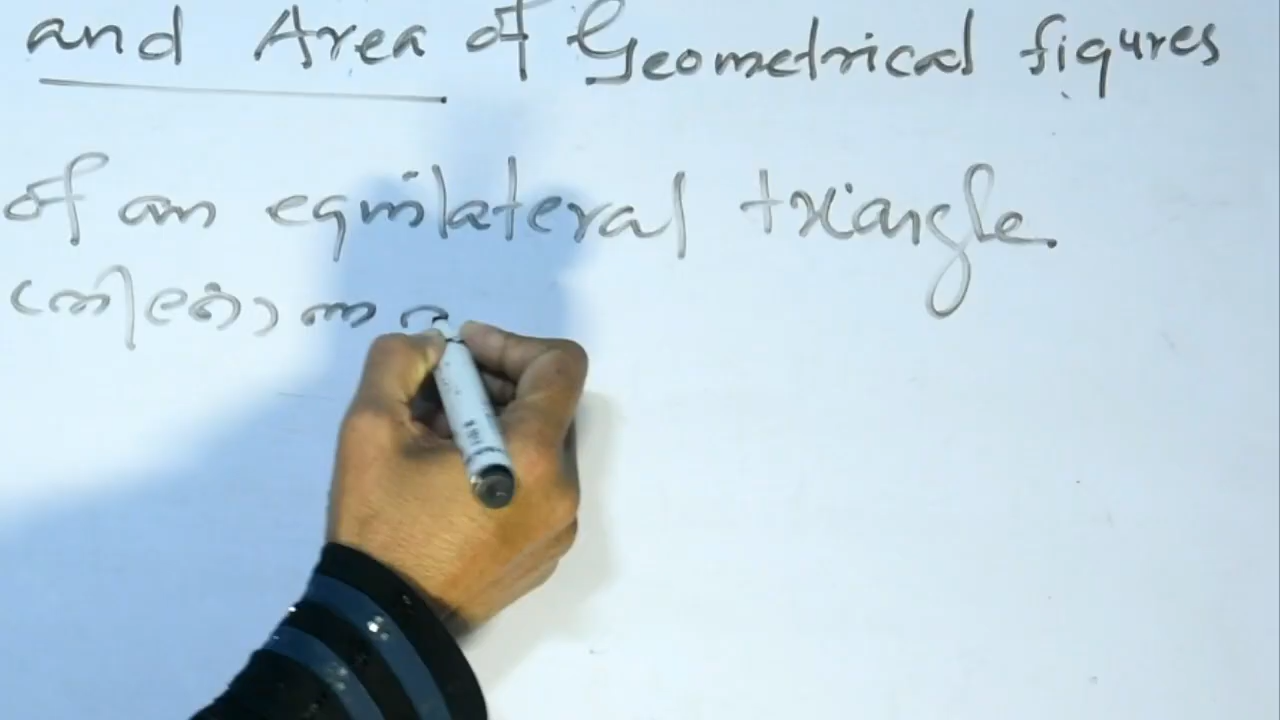 and Area of Geometrical figures
of an equilateral triangle.